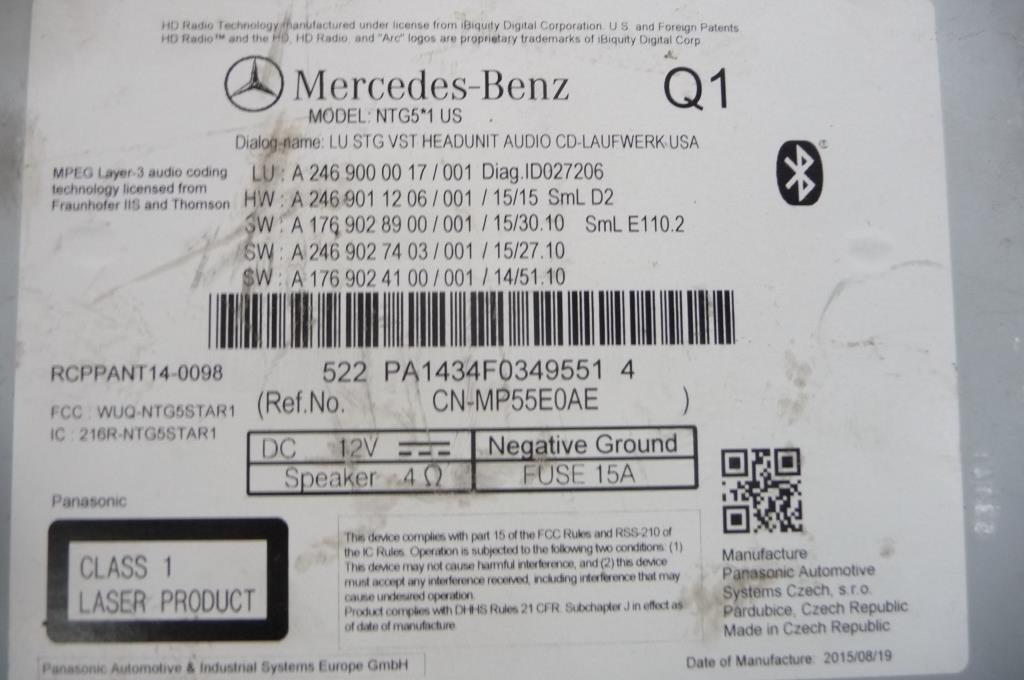 HD Radio Technology manufactured under license from iBiquity Digital Corporation, U.S. and Foreign Patents
HD Radio™ and the HD, HD Radio, and "Arc" logos are proprietary trademarks of iBiquity Digital Corp
Mercedes-Benz
Q1
MODEL: NTG5*1 US
Dialog-name: LU STG VST HEADUNIT AUDIO CD-LAUFWERK USA
MPEG Layer-3 audio coding
technology licensed from
Fraunhofer IIS and Thomson
LU : A 246 900 00 17 / 001 Diag.ID027206
HW : A 246 901 12 06 / 001 / 15/15 SmL D2
SW : A 176 902 89 00 / 001 / 15/30.10 SmL E110.2
SW : A 246 902 74 03 / 001 / 15/27.10
SW : A 176 902 41 00 / 001 / 14/51.10
RCPPANT14-0098
522 PA1434F0349551 4
FCC : WUQ-NTG5STAR1
IC : 216R-NTG5STAR1
(Ref.No. CN-MP55E0AE )
DC 12V
Negative Ground
Speaker 4 Ω
FUSE 15A
Panasonic
CLASS 1
LASER PRODUCT
This device complies with part 15 of the FCC Rules and RSS-210 of
the IC Rules. Operation is subjected to the following two conditions: (1)
This device may not cause harmful interference, and (2) this device
must accept any interference received, including interference that may
cause undesired operation.
Product complies with DHHS Rules 21 CFR. Subchapter J in effect as
of date of manufacture.
Manufacture
Panasonic Automotive
Systems Czech, s.r.o.
Pardubice, Czech Republic
Made in Czech Republic
Panasonic Automotive & Industrial Systems Europe GmbH
Date of Manufacture: 2015/08/19